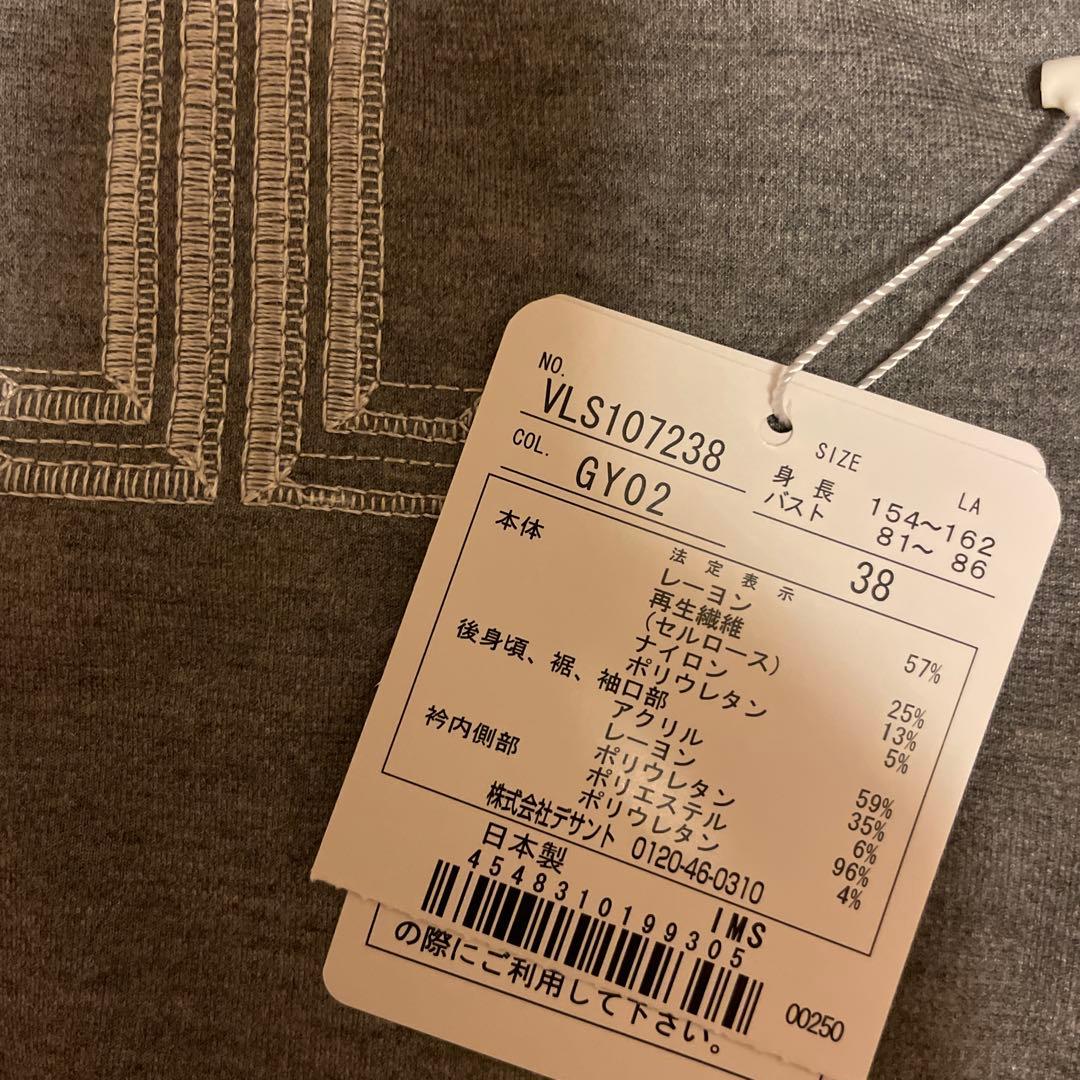 NO.
VLS107238
COL. GY02
SIZE
LA
身長 154～162
バスト 81～ 86
38
法定表示
本体 レーヨン 57%
再生繊維
(セルロース) 25%
ナイロン 13%
ポリウレタン 5%
後身頃、裾、袖口部
アクリル 59%
レーヨン 35%
ポリウレタン 6%
衿内側部 ポリエステル 96%
ポリウレタン 4%
株式会社デサント 0120-46-0310
日本製 IMS
4548310199305
00250
の際にご利用して下さい。